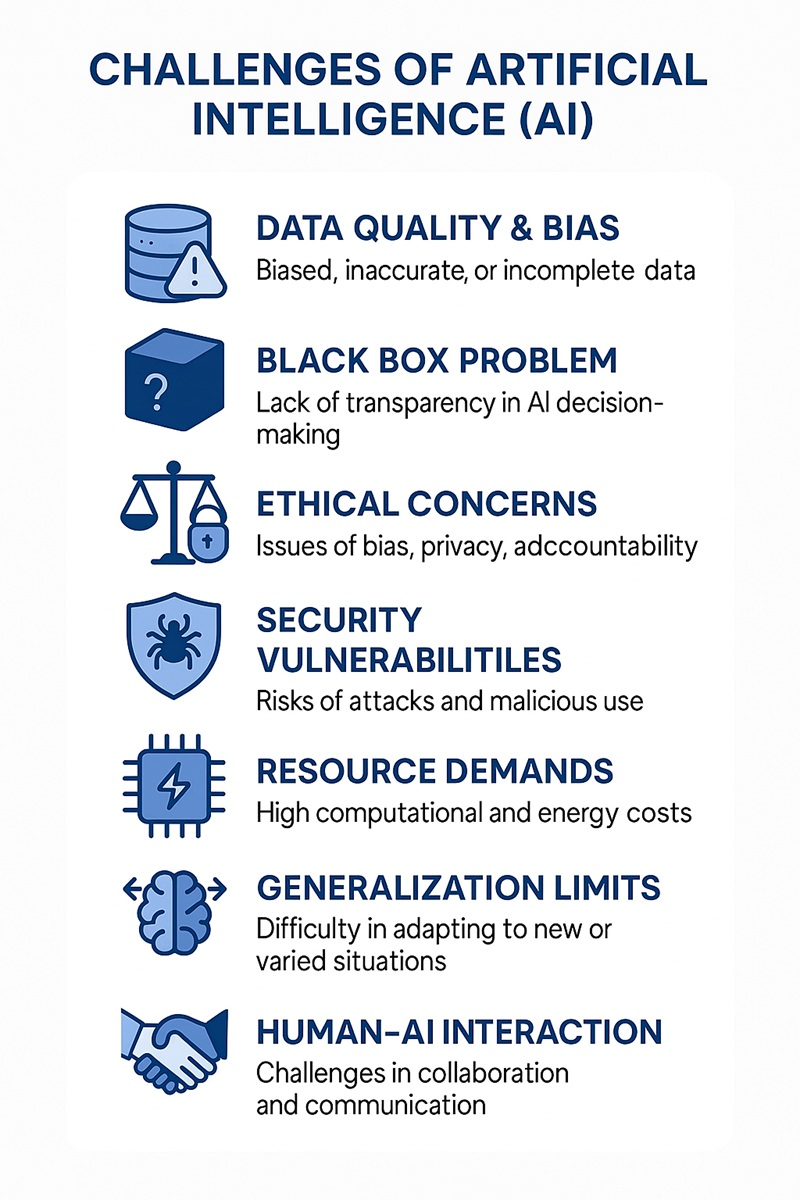 CHALLENGES OF ARTIFICIAL
INTELLIGENCE (AI)
DATA QUALITY & BIAS
Biased, inaccurate, or incomplete data
?
BLACK BOX PROBLEM
Lack of transparency in AI decision-
making
ETHICAL CONCERNS
Issues of bias, privacy, adccountability
SECURITY
VULNERABILITILES
Risks of attacks and malicious use
RESOURCE DEMANDS
High computational and energy costs
GENERALIZATION LIMITS
Difficulty in adapting to new or
varied situations
HUMAN–AI INTERACTION
Challenges in collaboration
and communication